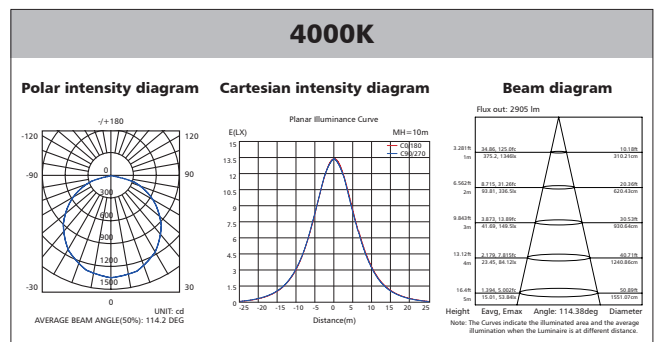 4000K
Polar intensity diagram
Cartesian intensity diagram
Beam diagram
-/+180
-120
120
-90
90
0
300
600
900
1200
1500
-30
30
0
UNIT: cd
AVERAGE BEAM ANGLE(50%): 114.2 DEG
Planar Illuminance Curve
E(LX)
MH=10m
C0/180
C90/270
15
13.5
12
10.5
9
7.5
6
4.5
3
1.5
0
-25 -20 -15 -10 -5 0 5 10 15 20 25
Distance(m)
Flux out: 2905 lm
3.281ft 34.86, 125.0fc 10.18ft
1m 375.2, 1346lx 310.21cm
6.562ft 8.715, 31.26fc 20.36ft
2m 93.81, 336.5lx 620.43cm
9.843ft 3.873, 13.89fc 30.53ft
3m 41.69, 149.5lx 930.64cm
13.12ft 2.179, 7.815fc 40.71ft
4m 23.45, 84.12lx 1240.86cm
16.4ft 1.394, 5.002fc 50.89ft
5m 15.01, 53.84lx 1551.07cm
Height Eavg, Emax Angle: 114.38deg Diameter
Note: The Curves indicate the illuminated area and the average
illumination when the Luminaire is at different distance.